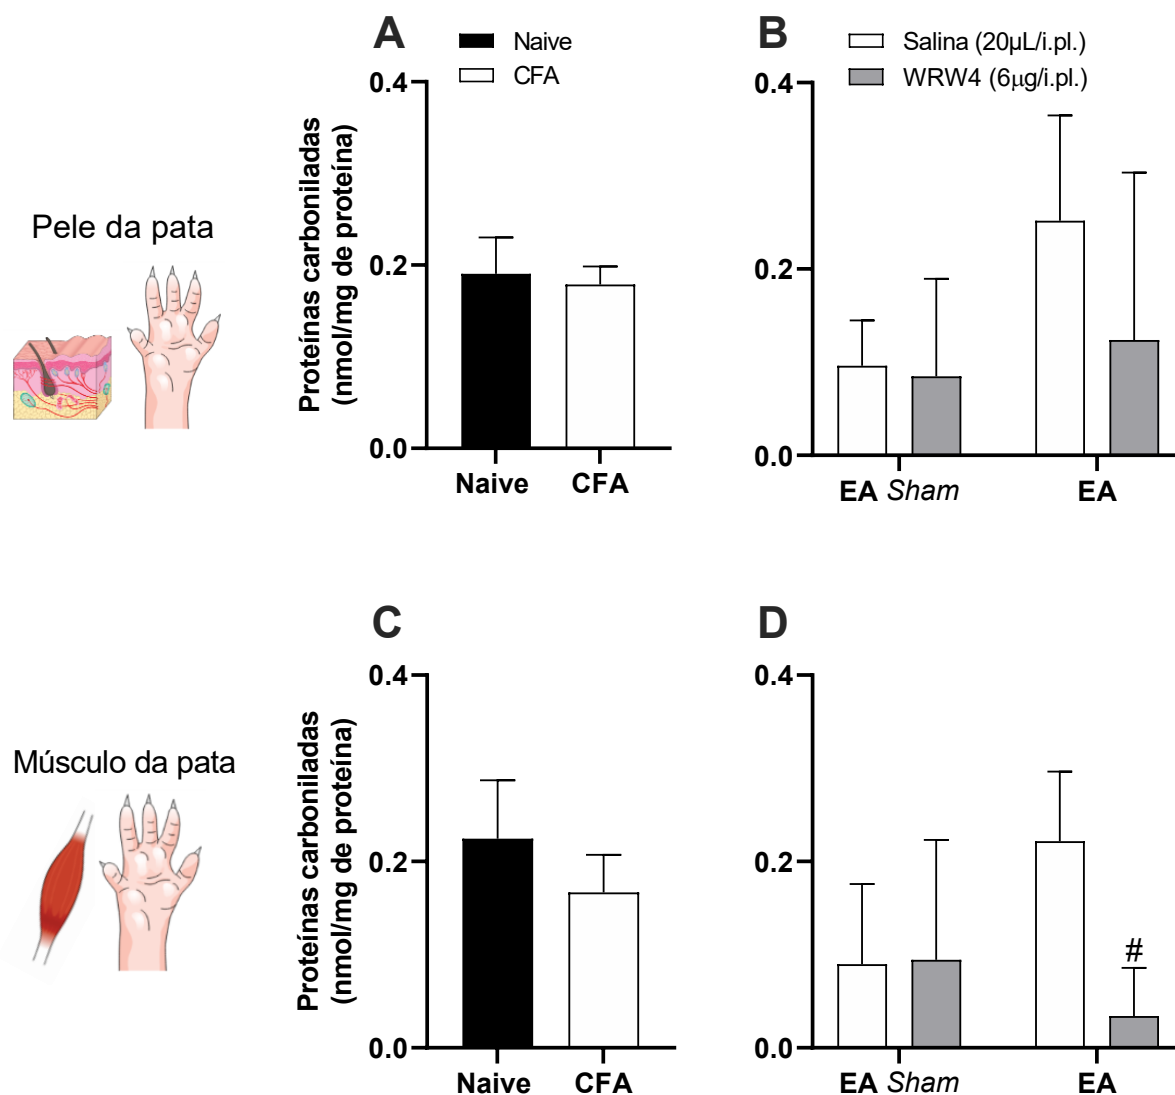 A
Naive
CFA
Proteínas carboniladas
(nmol/mg de proteína)
0.4
0.2
0.0
Naive CFA
B
Salina (20µL/i.pl.)
WRW4 (6µg/i.pl.)
0.4
0.2
0.0
EA Sham EA
Pele da pata
C
Proteínas carboniladas
(nmol/mg de proteína)
0.4
0.2
0.0
Naive CFA
D
0.4
0.2
0.0
#
EA Sham EA
Músculo da pata